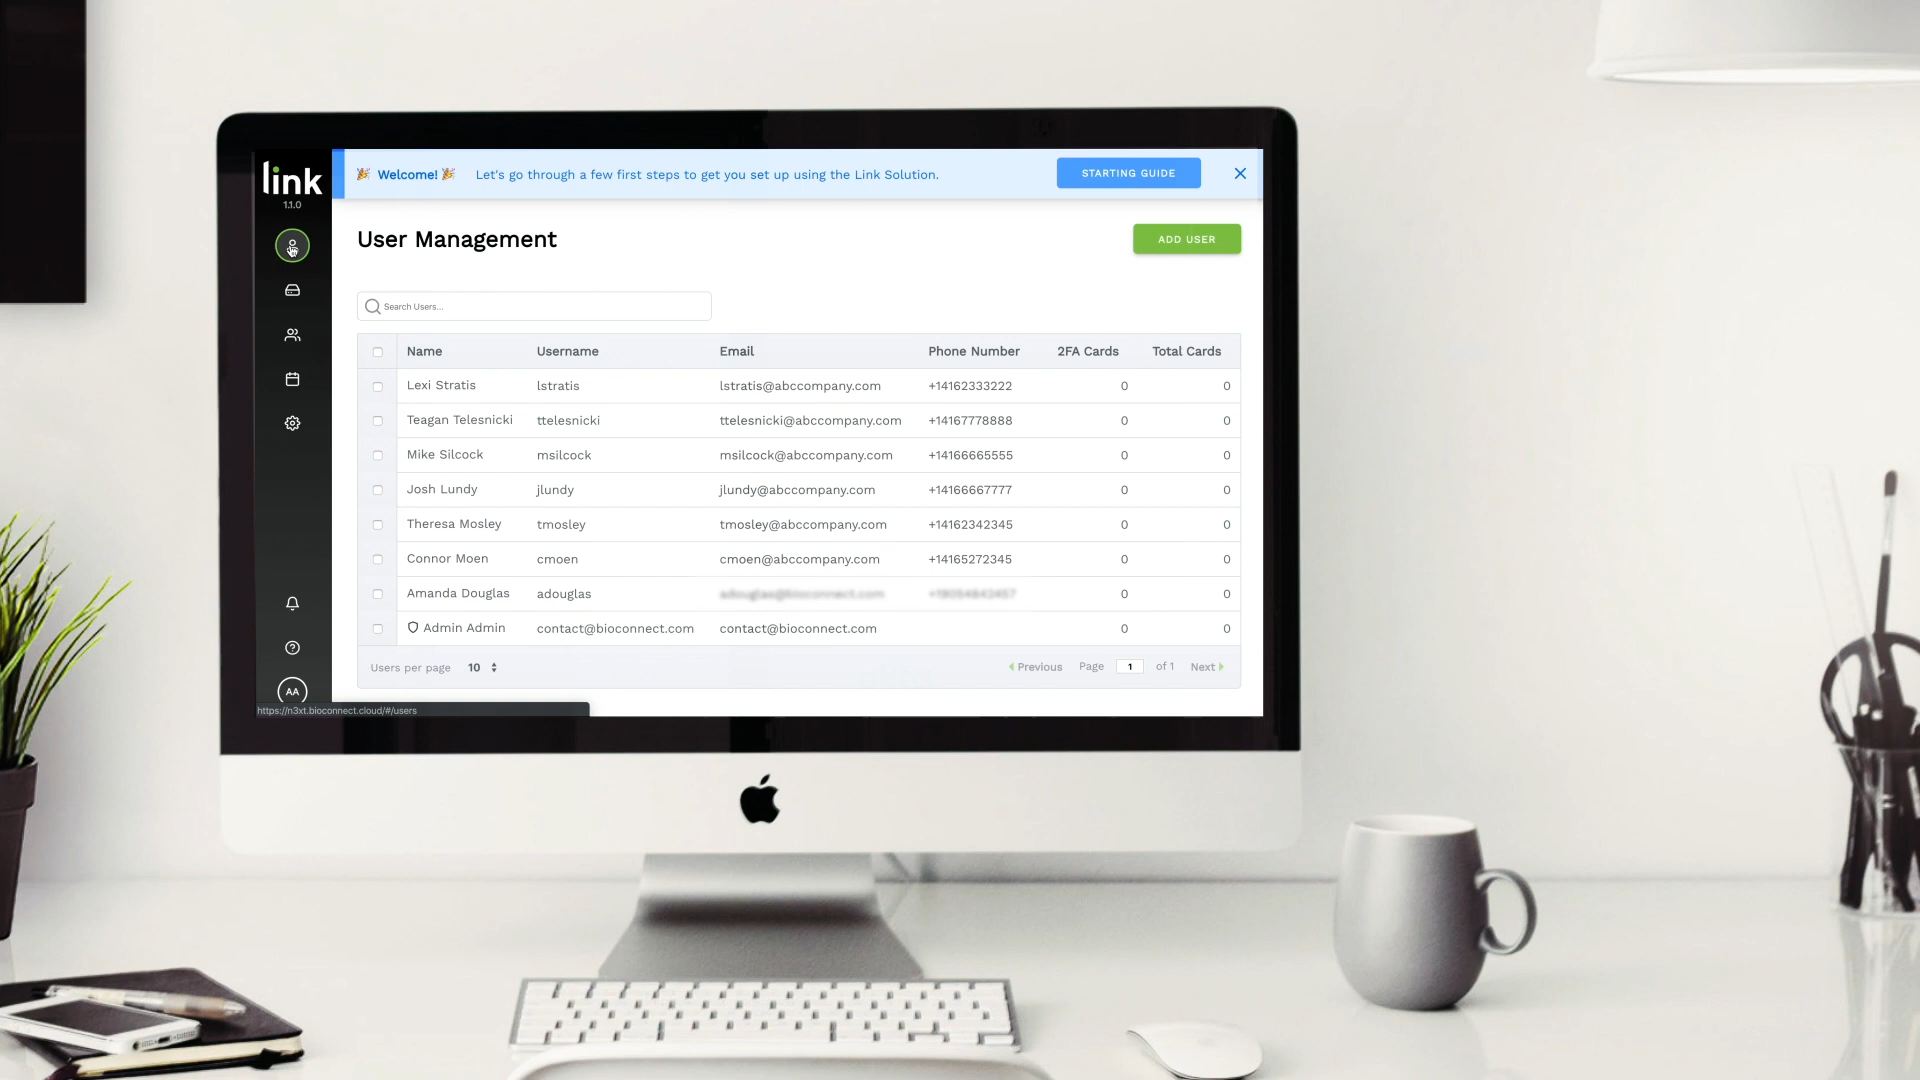 link
1.1.0
Welcome! Let's go through a few first steps to get you set up using the Link Solution. STARTING GUIDE
User Management ADD USER
Search Users...
Name Username Email Phone Number 2FA Cards Total Cards
Lexi Stratis lstratis lstratis@abccompany.com +14162333222 0 0
Teagan Telesnicki ttelesnicki ttelesnicki@abccompany.com +14167778888 0 0
Mike Silcock msilcock msilcock@abccompany.com +14166665555 0 0
Josh Lundy jlundy jlundy@abccompany.com +14166667777 0 0
Theresa Mosley tmosley tmosley@abccompany.com +14162342345 0 0
Connor Moen cmoen cmoen@abccompany.com +14165272345 0 0
Amanda Douglas adouglas 0 0
Admin Admin contact@bioconnect.com contact@bioconnect.com 0 0
Users per page 10 Previous Page 1 of 1 Next
AA
https://n3xt.bioconnect.cloud/#/users